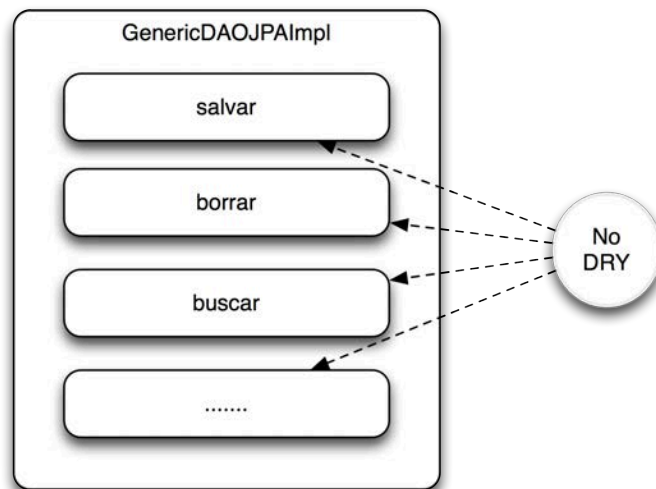 GenericDAOJPAImpl
salvar
borrar
buscar
.......
No
DRY